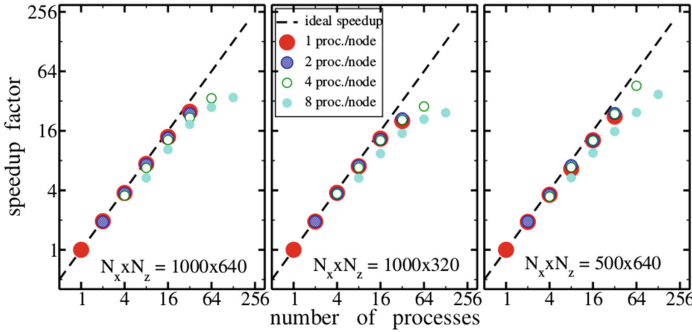 256
64
16
4
1
speedup factor
ideal speedup
1 proc./node
2 proc./node
4 proc./node
8 proc./node
NxxNz = 1000x640
NxxNz = 1000x320
NxxNz = 500x640
1 4 16 64 256
1 4 16 64 256
1 4 16 64 256
number of processes